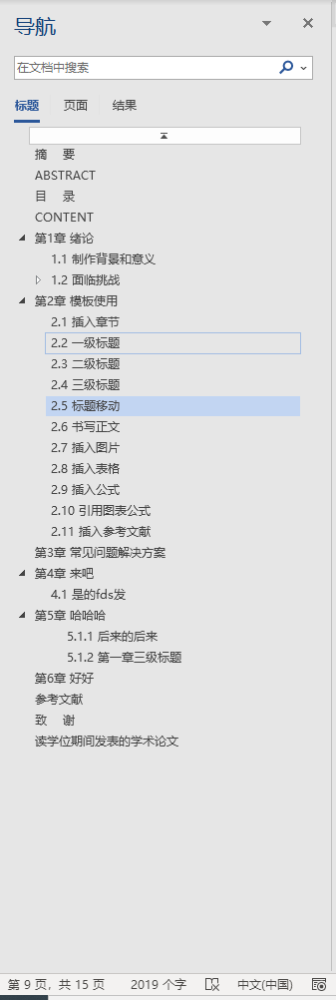 导航
在文档中搜索
标题 页面 结果
摘 要
ABSTRACT
目 录
CONTENT
第1章 绪论
1.1 制作背景和意义
1.2 面临挑战
第2章 模板使用
2.1 插入章节
2.2 一级标题
2.3 二级标题
2.4 三级标题
2.5 标题移动
2.6 书写正文
2.7 插入图片
2.8 插入表格
2.9 插入公式
2.10 引用图表公式
2.11 插入参考文献
第3章 常见问题解决方案
第4章 来吧
4.1 是的fds发
第5章 哈哈哈
5.1.1 后来的后来
5.1.2 第一章三级标题
第6章 好好
参考文献
致 谢
读学位期间发表的学术论文
第 9 页，共 15 页 2019 个字 中文(中国)